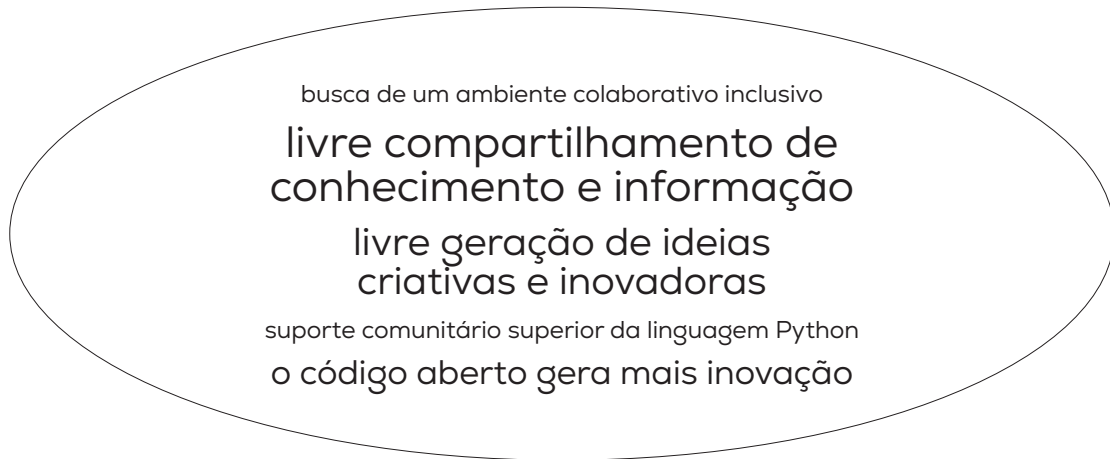 busca de um ambiente colaborativo inclusivo
livre compartilhamento de
conhecimento e informação
livre geração de ideias
criativas e inovadoras
suporte comunitário superior da linguagem Python
o código aberto gera mais inovação